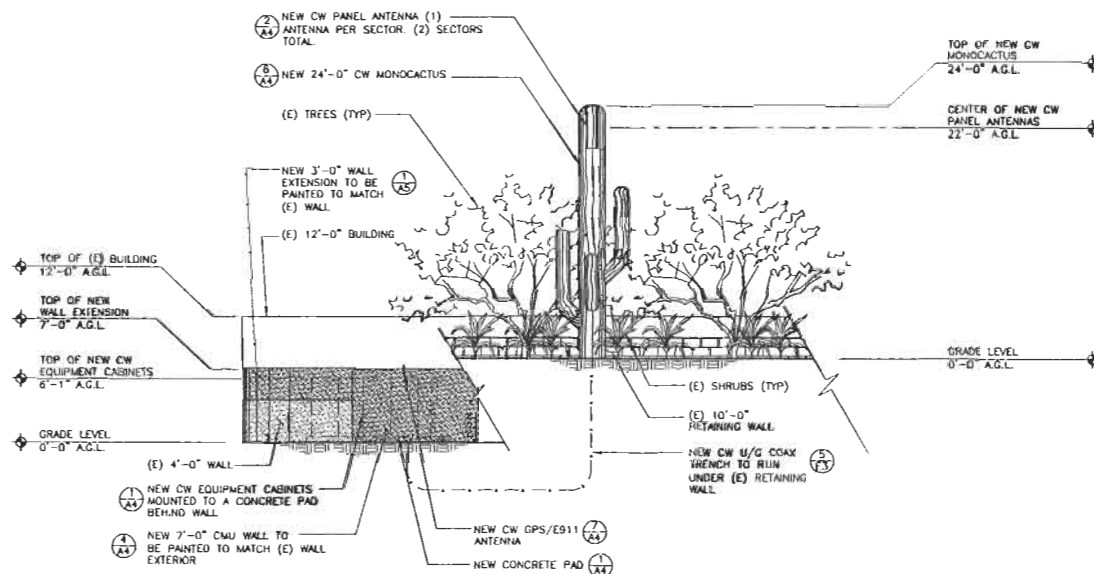 2
A4
NEW CW PANEL ANTENNA (1)
ANTENNA PER SECTOR. (2) SECTORS
TOTAL.
6
A4
NEW 24'-0" CW MONOCACTUS
(E) TREES (TYP)
NEW 3'-0" WALL
EXTENSION TO BE
PAINTED TO MATCH
(E) WALL
1
A5
(E) 12'-0" BUILDING
TOP OF (E) BUILDING
12'-0" A.G.L.
TOP OF NEW
WALL EXTENSION
7'-0" A.G.L.
TOP OF NEW CW
EQUIPMENT CABINETS
6'-1" A.G.L.
GRADE LEVEL
0'-0" A.G.L.
TOP OF NEW CW
MONOCACTUS
24'-0" A.G.L.
CENTER OF NEW CW
PANEL ANTENNAS
22'-0" A.G.L.
GRADE LEVEL
0'-0" A.G.L.
(E) SHRUBS (TYP)
(E) 10'-0"
RETAINING WALL
NEW CW U/G COAX
TRENCH TO RUN
UNDER (E) RETAINING
WALL
5
(E) 4'-0" WALL
1
A4
NEW CW EQUIPMENT CABINETS
MOUNTED TO A CONCRETE PAD
BEHIND WALL
4
A4
NEW 7'-0" CMU WALL TO
BE PAINTED TO MATCH (E) WALL
EXTERIOR
NEW CW GPS/E911
ANTENNA
7
A4
NEW CONCRETE PAD
1
A4